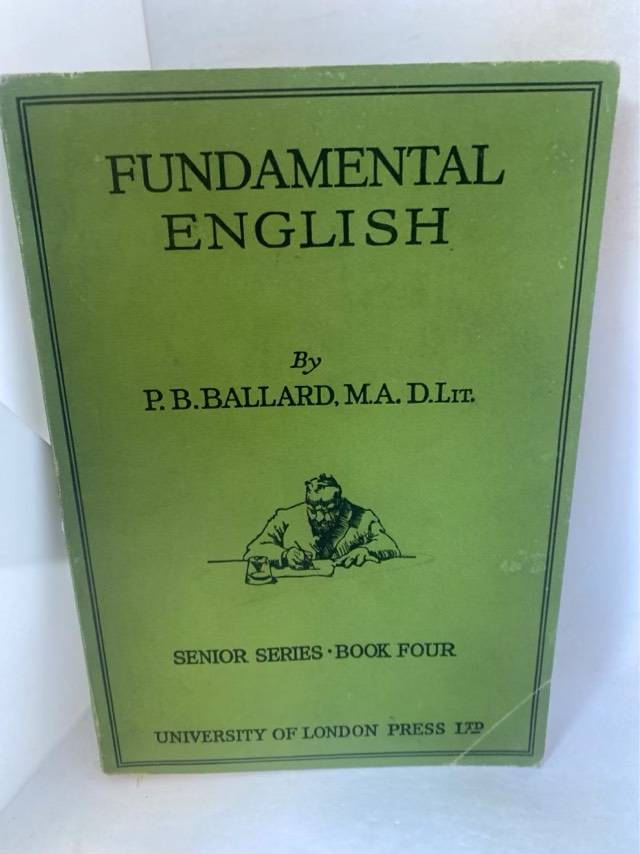 FUNDAMENTAL
ENGLISH
By
P. B. BALLARD, M.A. D.LIT.
SENIOR SERIES · BOOK FOUR
UNIVERSITY OF LONDON PRESS LTD